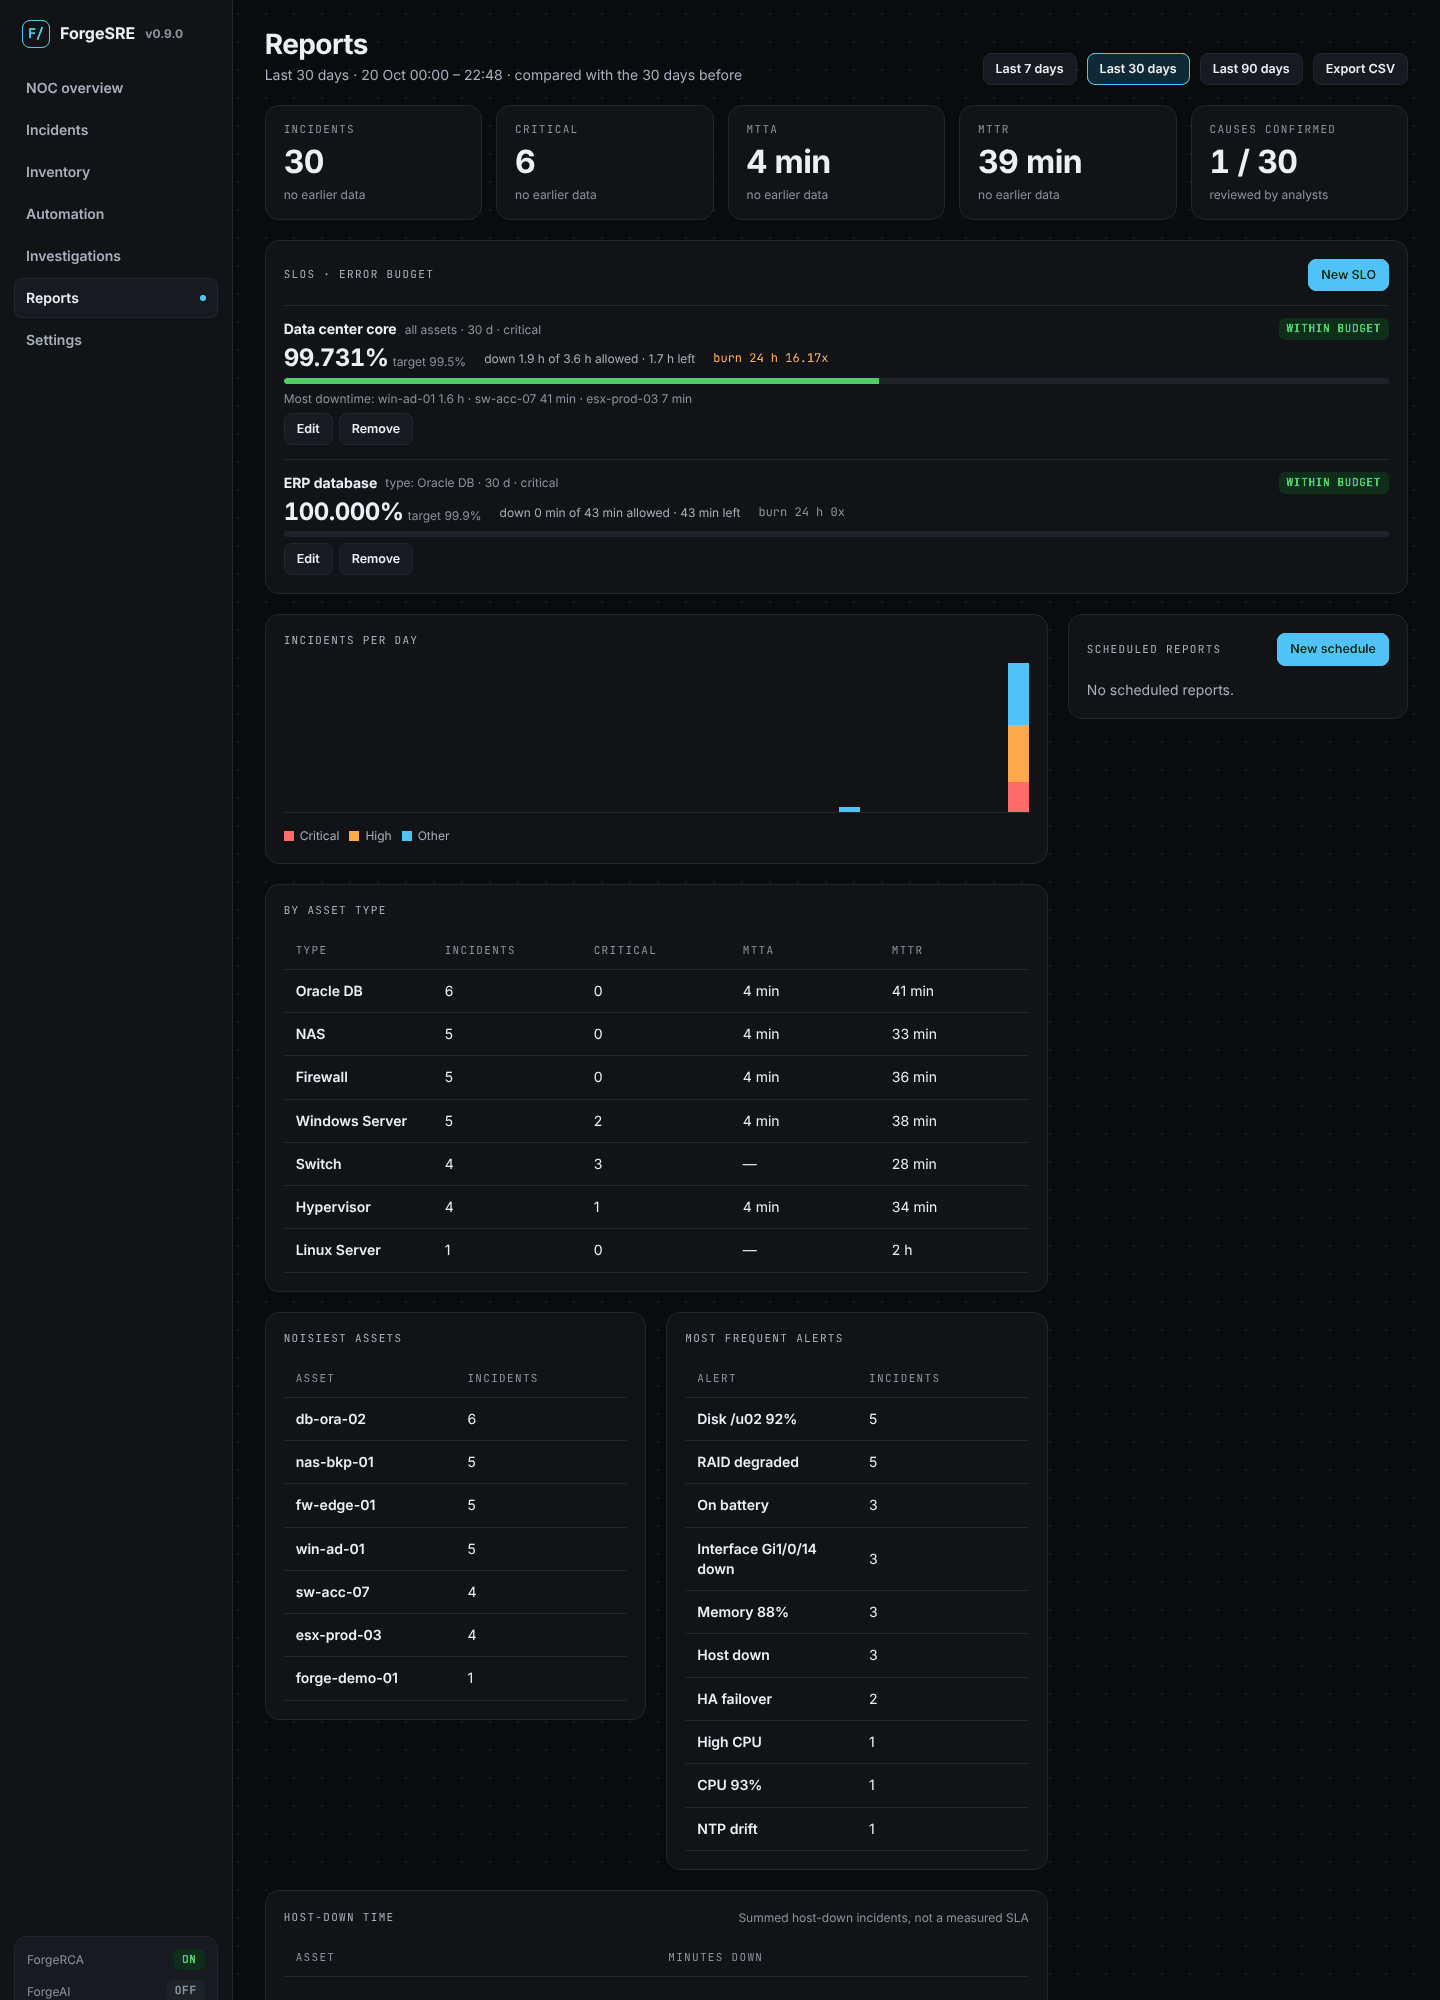 F/ ForgeSRE v0.9.0
NOC overview
Incidents
Inventory
Automation
Investigations
Reports
Settings
ForgeRCA ON
ForgeAI OFF
Reports
Last 30 days · 20 Oct 00:00 – 22:48 · compared with the 30 days before
Last 7 days Last 30 days Last 90 days Export CSV
INCIDENTS
30
no earlier data
CRITICAL
6
no earlier data
MTTA
4 min
no earlier data
MTTR
39 min
no earlier data
CAUSES CONFIRMED
1 / 30
reviewed by analysts
SLOS · ERROR BUDGET New SLO
Data center core all assets · 30 d · critical WITHIN BUDGET
99.731% target 99.5% down 1.9 h of 3.6 h allowed · 1.7 h left burn 24 h 16.17x
Most downtime: win-ad-01 1.6 h · sw-acc-07 41 min · esx-prod-03 7 min
Edit Remove
ERP database type: Oracle DB · 30 d · critical WITHIN BUDGET
100.000% target 99.9% down 0 min of 43 min allowed · 43 min left burn 24 h 0x
Edit Remove
INCIDENTS PER DAY
Critical High Other
SCHEDULED REPORTS New schedule
No scheduled reports.
BY ASSET TYPE
TYPE INCIDENTS CRITICAL MTTA MTTR
Oracle DB 6 0 4 min 41 min
NAS 5 0 4 min 33 min
Firewall 5 0 4 min 36 min
Windows Server 5 2 4 min 38 min
Switch 4 3 — 28 min
Hypervisor 4 1 4 min 34 min
Linux Server 1 0 — 2 h
NOISIEST ASSETS
ASSET INCIDENTS
db-ora-02 6
nas-bkp-01 5
fw-edge-01 5
win-ad-01 5
sw-acc-07 4
esx-prod-03 4
forge-demo-01 1
MOST FREQUENT ALERTS
ALERT INCIDENTS
Disk /u02 92% 5
RAID degraded 5
On battery 3
Interface Gi1/0/14
down 3
Memory 88% 3
Host down 3
HA failover 2
High CPU 1
CPU 93% 1
NTP drift 1
HOST-DOWN TIME Summed host-down incidents, not a measured SLA
ASSET MINUTES DOWN